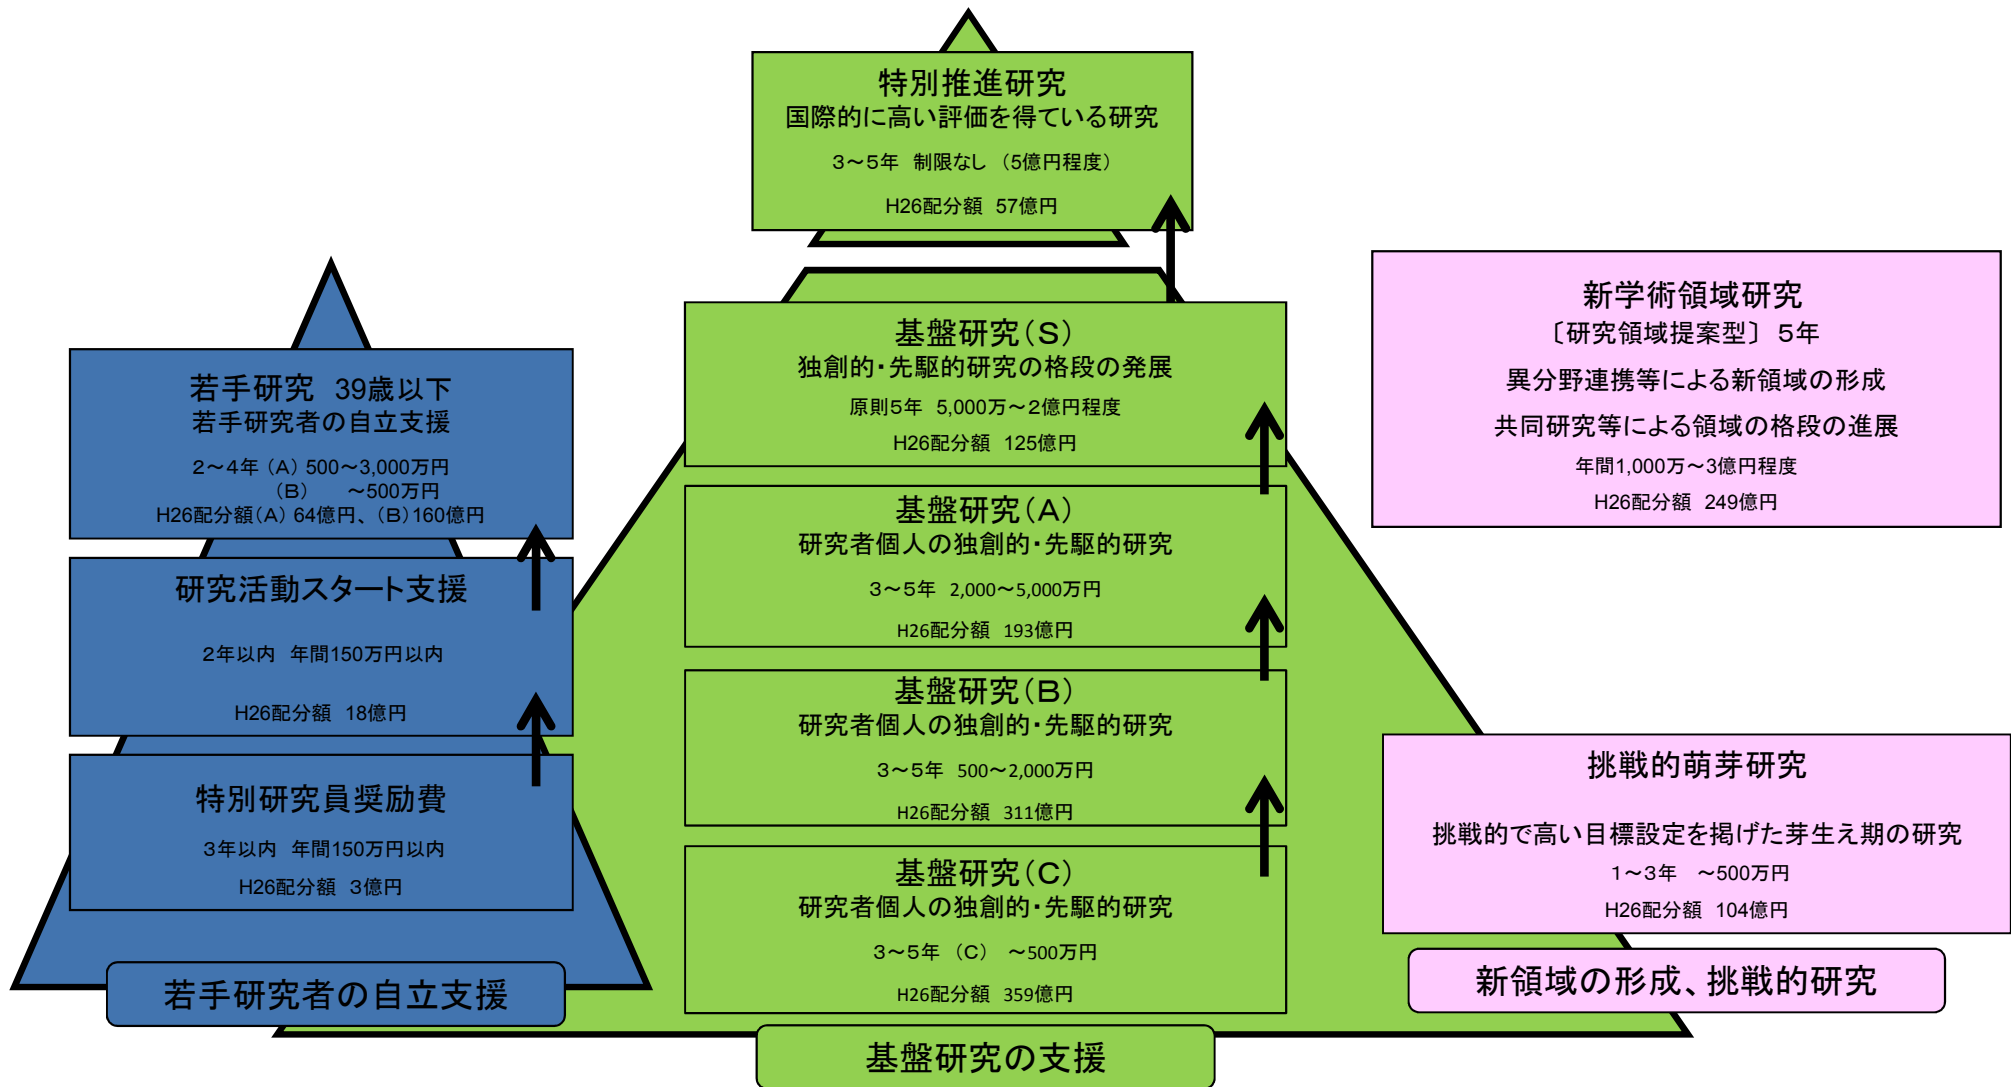 特別推進研究
国際的に高い評価を得ている研究
3～5年　制限なし　（5億円程度）
H26配分額　57億円
若手研究　39歳以下
若手研究者の自立支援
2～4年（A）500～3,000万円
（B）　　～500万円
H26配分額（A）64億円、（B）160億円
研究活動スタート支援
2年以内　年間150万円以内
H26配分額　18億円
特別研究員奨励費
3年以内　年間150万円以内
H26配分額　3億円
若手研究者の自立支援
基盤研究（S）
独創的・先駆的研究の格段の発展
原則5年　5,000万～2億円程度
H26配分額　125億円
基盤研究（A）
研究者個人の独創的・先駆的研究
3～5年　2,000～5,000万円
H26配分額　193億円
基盤研究（B）
研究者個人の独創的・先駆的研究
3～5年　500～2,000万円
H26配分額　311億円
基盤研究（C）
研究者個人の独創的・先駆的研究
3～5年　（C）　～500万円
H26配分額　359億円
基盤研究の支援
新学術領域研究
〔研究領域提案型〕　5年
異分野連携等による新領域の形成
共同研究等による領域の格段の進展
年間1,000万～3億円程度
H26配分額　249億円
挑戦的萌芽研究
挑戦的で高い目標設定を掲げた芽生え期の研究
1～3年　～500万円
H26配分額　104億円
新領域の形成、挑戦的研究